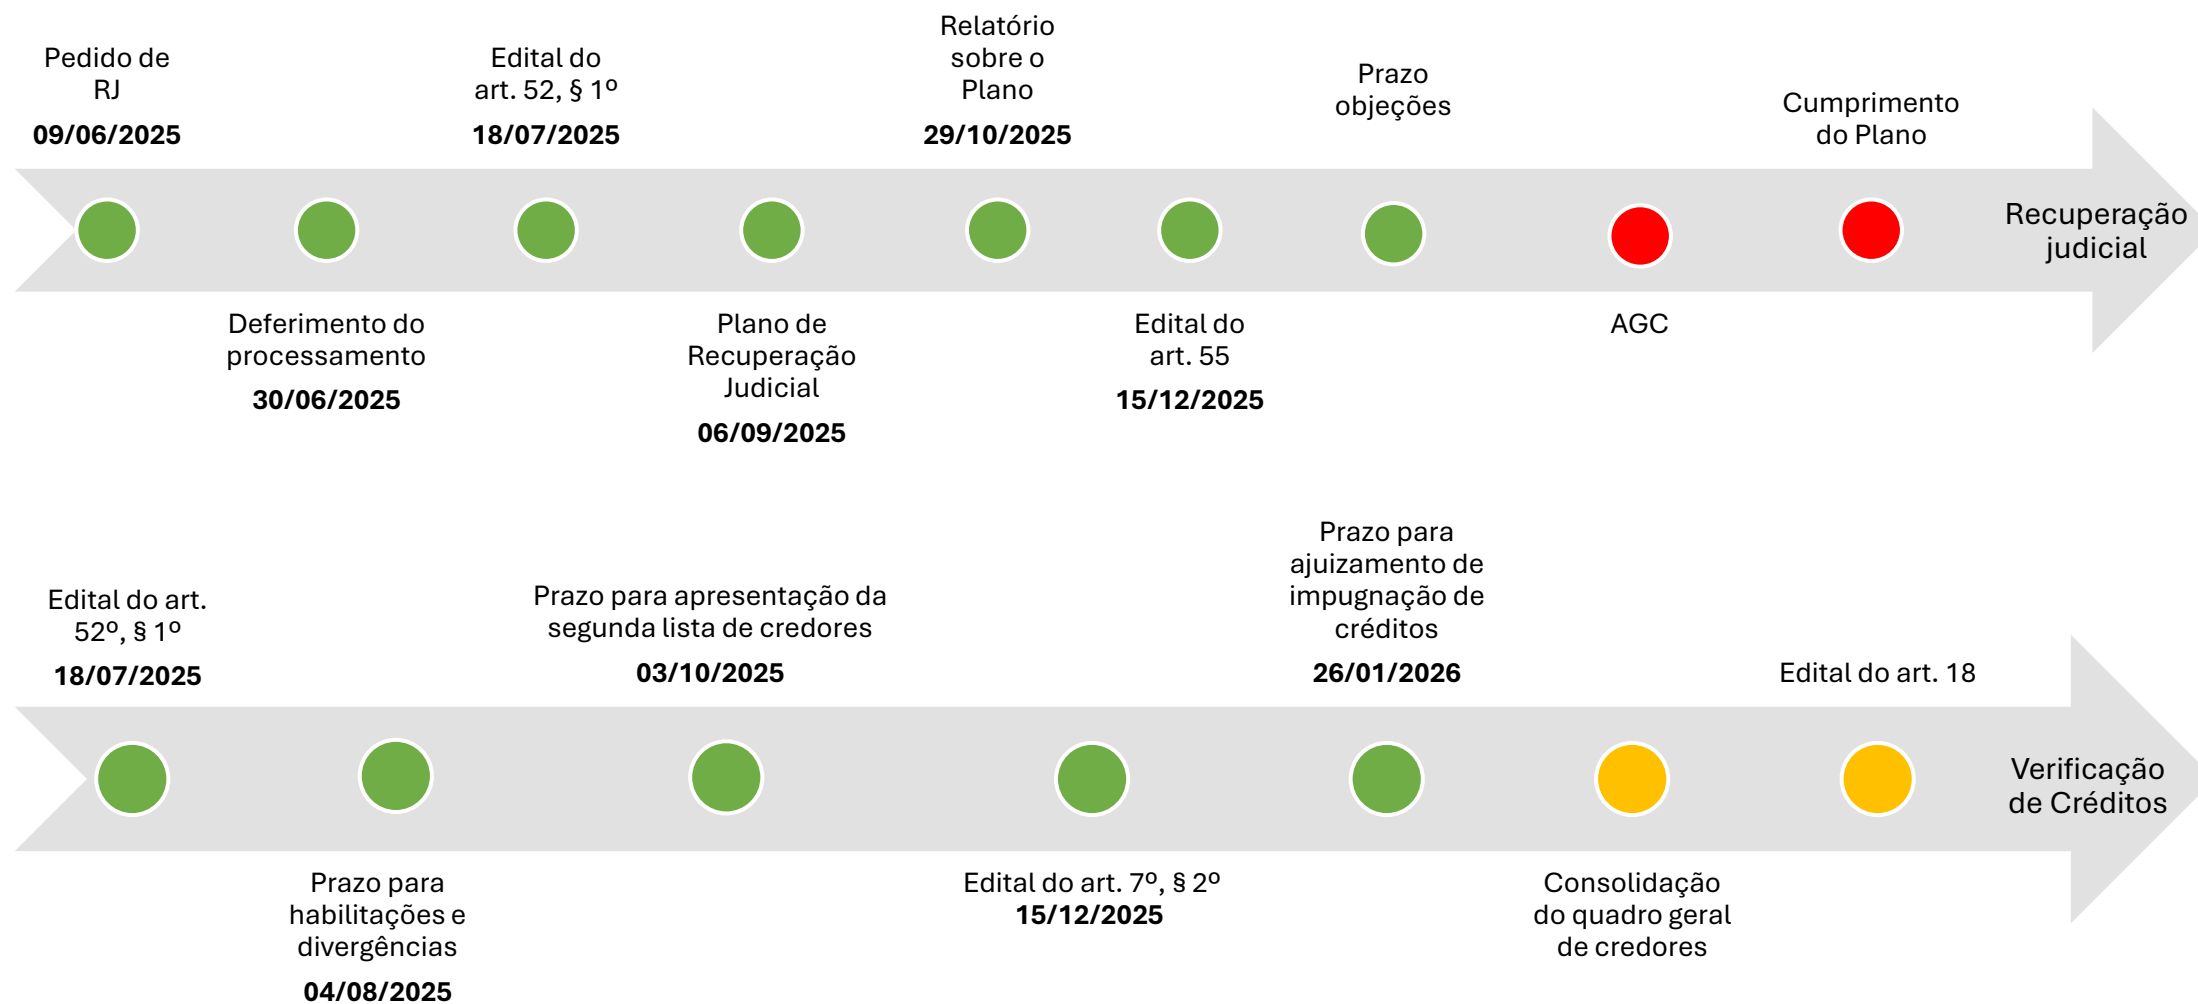 Pedido de
RJ
09/06/2025
Edital do
art. 52, § 1º
18/07/2025
Relatório
sobre o
Plano
29/10/2025
Prazo
objeções
Cumprimento
do Plano
Recuperação
judicial
Deferimento do
processamento
30/06/2025
Plano de
Recuperação
Judicial
06/09/2025
Edital do
art. 55
15/12/2025
AGC
Edital do art.
52º, § 1º
18/07/2025
Prazo para apresentação da
segunda lista de credores
03/10/2025
Prazo para
ajuizamento de
impugnação de
créditos
26/01/2026
Edital do art. 18
Verificação
de Créditos
Prazo para
habilitações e
divergências
04/08/2025
Edital do art. 7º, § 2º
15/12/2025
Consolidação
do quadro geral
de credores